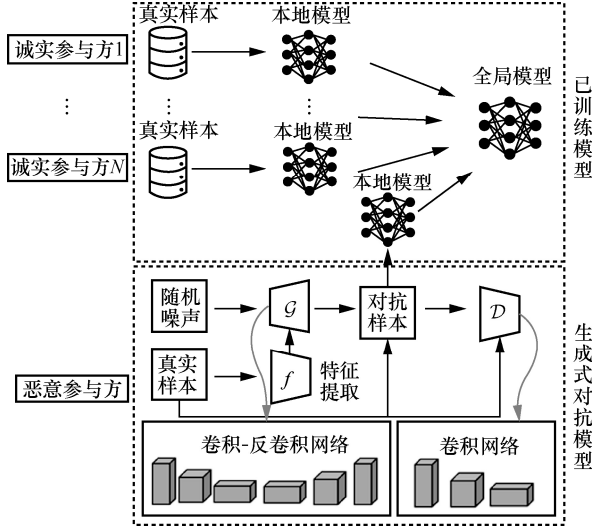 真实样本
本地模型
诚实参与方1
全局模型
⋮
⋮
⋮
真实样本
本地模型
诚实参与方N
本地模型
已训练模型
随机
噪声
G
对抗
样本
D
真实
样本
f
特征
提取
恶意参与方
生成式对抗模型
卷积-反卷积网络
卷积网络